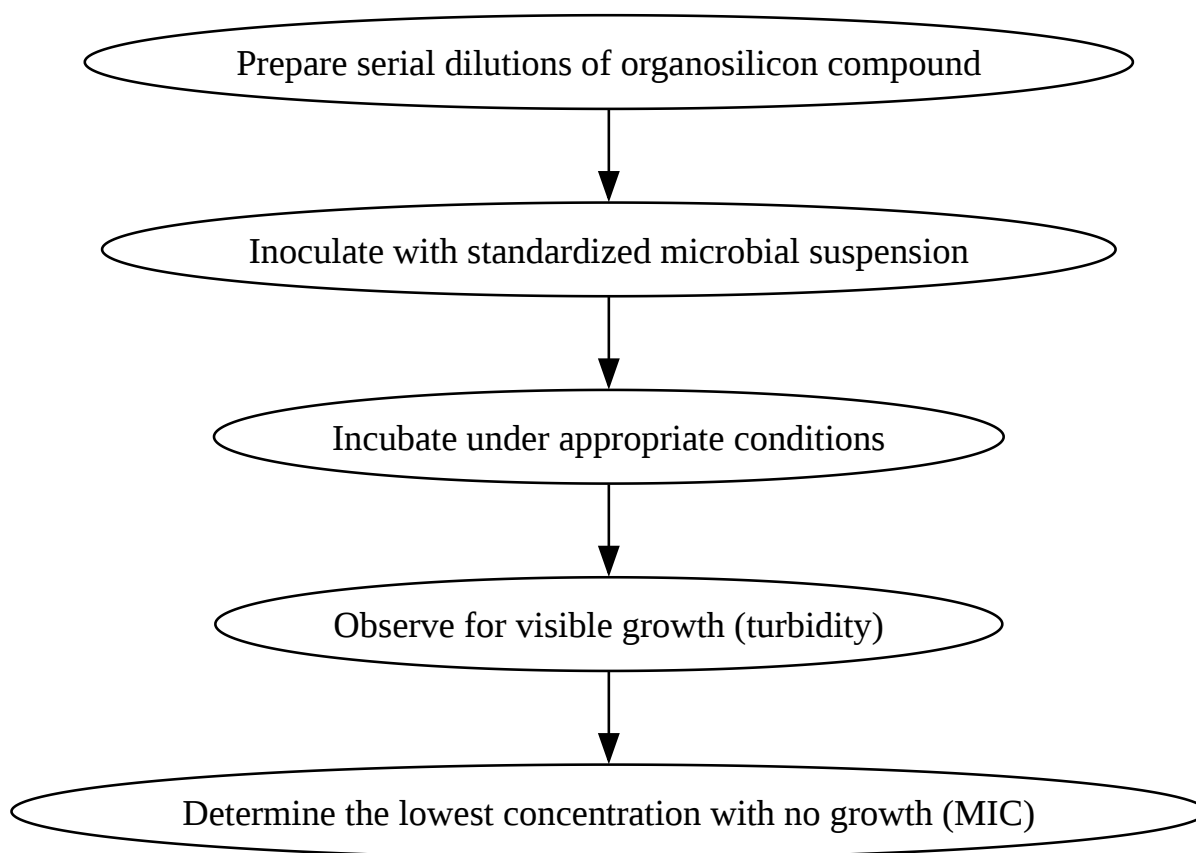 Prepare serial dilutions of organosilicon compound
Inoculate with standardized microbial suspension
Incubate under appropriate conditions
Observe for visible growth (turbidity)
Determine the lowest concentration with no growth (MIC)